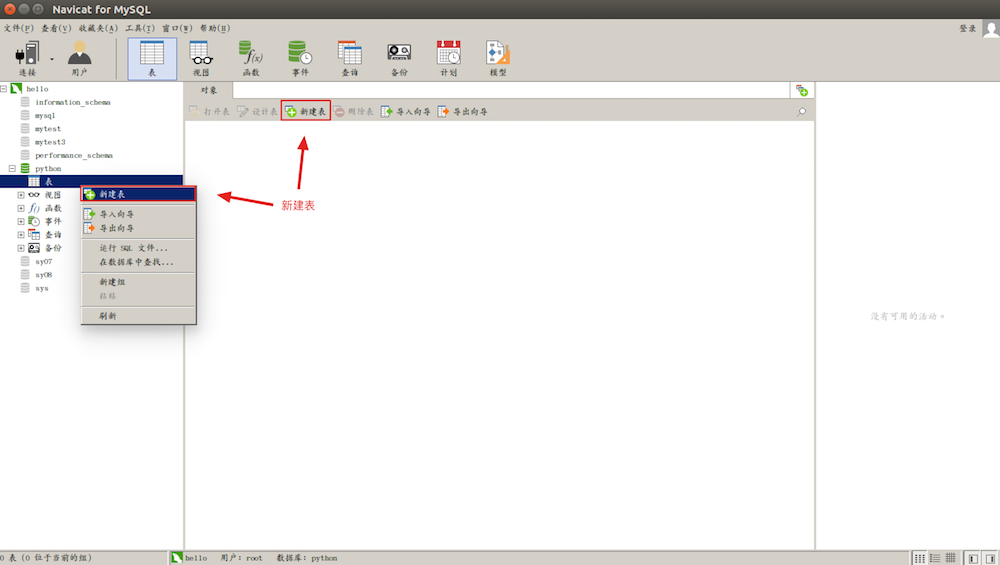 Navicat for MySQL
文件(F) 查看(V) 收藏夹(A) 工具(T) 窗口(W) 帮助(H) 登录
连接 用户 表 视图 函数 事件 查询 备份 计划 模型
hello 对象
information_schema
打开表 设计表 新建表 删除表 导入向导 导出向导
mysql
mytest
mytest3
performance_schema
python
表
视图
函数
事件
查询
备份
sy07
sy08
sys
新建表
导入向导
导出向导
运行 SQL 文件...
在数据库中查找...
新建组
粘贴
刷新
新建表
没有可用的活动。
0 表 (0 位于当前的组) hello 用户: root 数据库: python